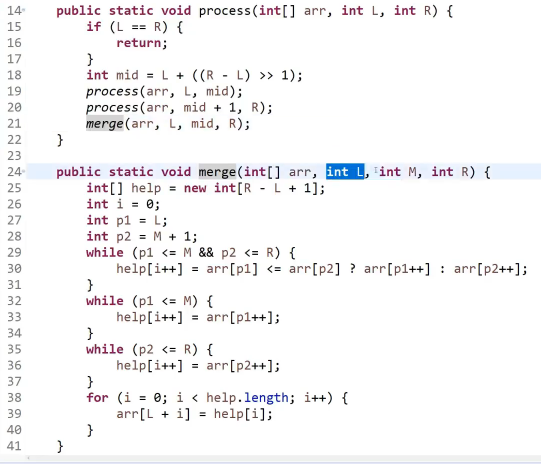 14 public static void process(int[] arr, int L, int R) {
15 if (L == R) {
16 return;
17 }
18 int mid = L + ((R - L) >> 1);
19 process(arr, L, mid);
20 process(arr, mid + 1, R);
21 merge(arr, L, mid, R);
22 }
23
24 public static void merge(int[] arr, int L, int M, int R) {
25 int[] help = new int[R - L + 1];
26 int i = 0;
27 int p1 = L;
28 int p2 = M + 1;
29 while (p1 <= M && p2 <= R) {
30 help[i++] = arr[p1] <= arr[p2] ? arr[p1++] : arr[p2++];
31 }
32 while (p1 <= M) {
33 help[i++] = arr[p1++];
34 }
35 while (p2 <= R) {
36 help[i++] = arr[p2++];
37 }
38 for (i = 0; i < help.length; i++) {
39 arr[L + i] = help[i];
40 }
41 }